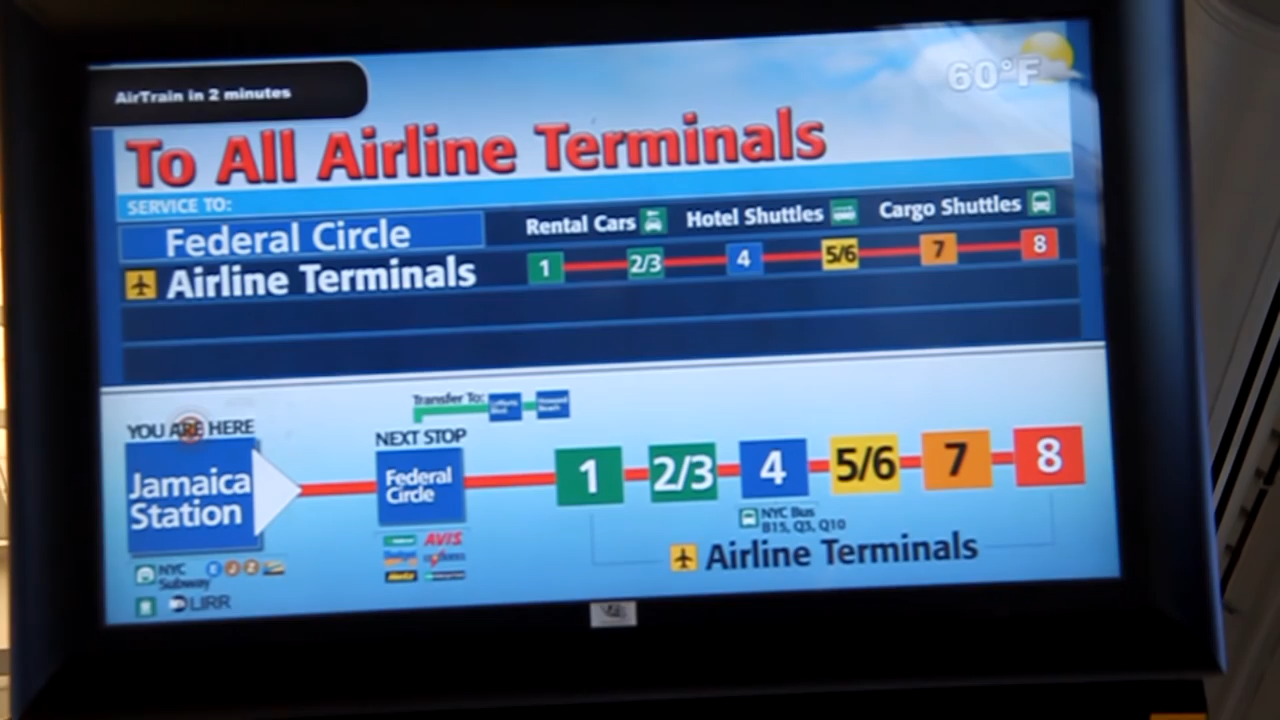 AirTrain in 2 minutes
60°F
To All Airline Terminals
SERVICE TO:
Federal Circle
Rental Cars Hotel Shuttles Cargo Shuttles
Airline Terminals
1 2/3 4 5/6 7 8
Transfer To:
YOU ARE HERE
Jamaica
Station
NEXT STOP
Federal
Circle
1 2/3 4 5/6 7 8
NYC Bus
B15, Q3, Q10
Airline Terminals
NYC
Subway
E J Z
LIRR
AVIS
Hertz